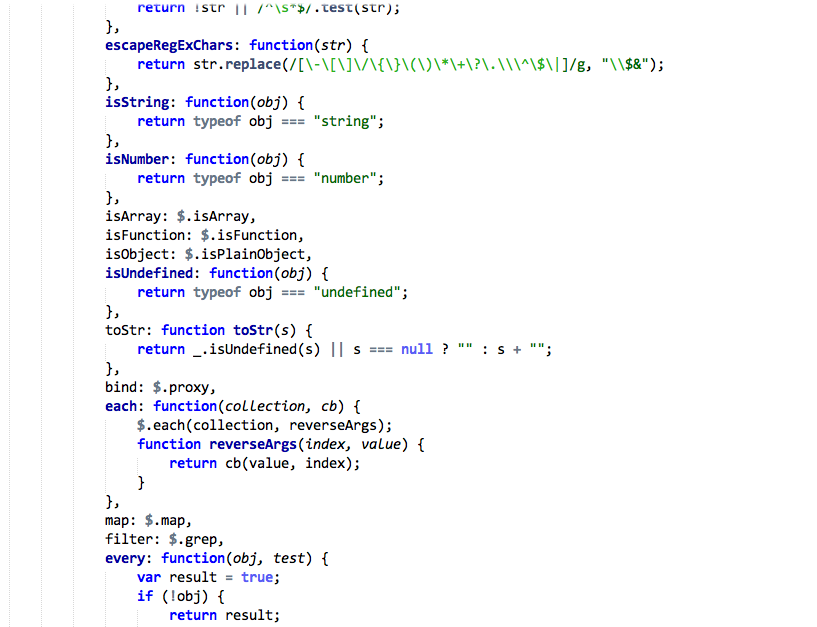 return !str || /^\s*$/.test(str);
},
escapeRegExChars: function(str) {
return str.replace(/[\-\[\]\/\{\}\(\)\*\+\?\.\\\^\$\|]/g, "\\$&");
},
isString: function(obj) {
return typeof obj === "string";
},
isNumber: function(obj) {
return typeof obj === "number";
},
isArray: $.isArray,
isFunction: $.isFunction,
isObject: $.isPlainObject,
isUndefined: function(obj) {
return typeof obj === "undefined";
},
toStr: function toStr(s) {
return _.isUndefined(s) || s === null ? "" : s + "";
},
bind: $.proxy,
each: function(collection, cb) {
$.each(collection, reverseArgs);
function reverseArgs(index, value) {
return cb(value, index);
}
},
map: $.map,
filter: $.grep,
every: function(obj, test) {
var result = true;
if (!obj) {
return result;